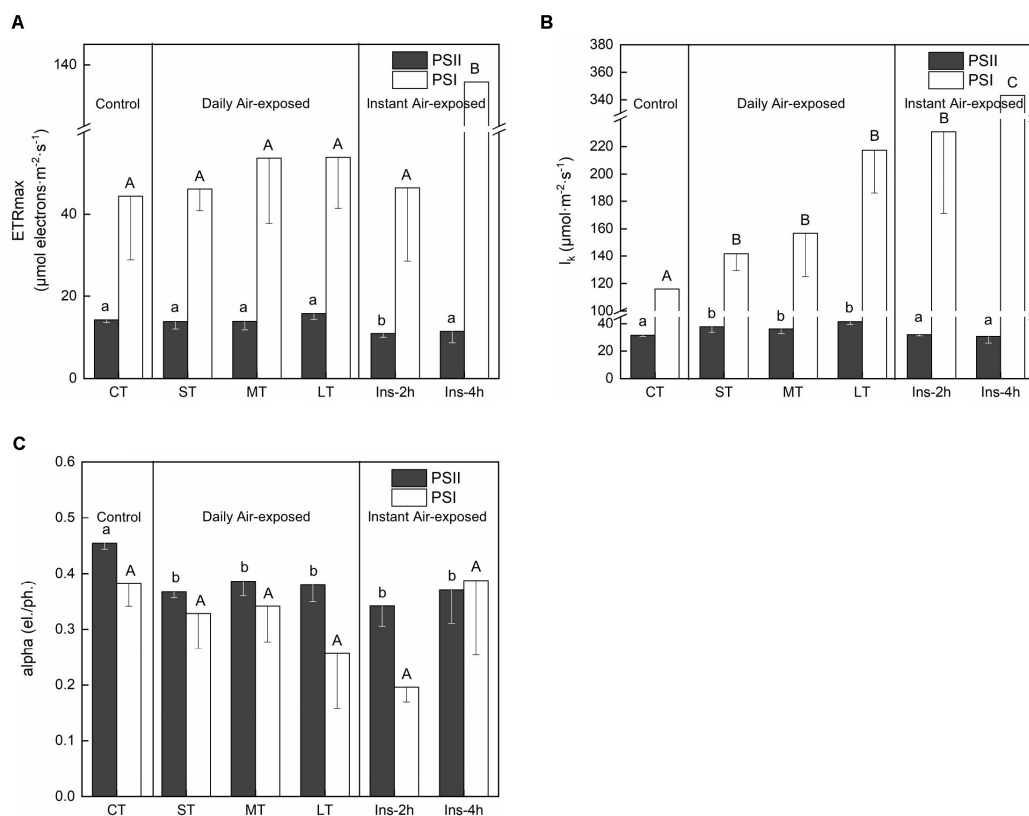 A
140
40
20
0
ETRmax
(μmol electrons·m⁻²·s⁻¹)
PSII
PSI
Control
Daily Air-exposed
Instant Air-exposed
A
A
A
A
A
B
a
a
a
a
b
a
CT
ST
MT
LT
Ins-2h
Ins-4h
B
380
360
340
220
200
180
160
140
120
100
40
20
0
Iₖ (μmol·m⁻²·s⁻¹)
PSII
PSI
Control
Daily Air-exposed
Instant Air-exposed
A
B
B
B
B
C
a
b
b
b
a
a
CT
ST
MT
LT
Ins-2h
Ins-4h
C
0.6
0.5
0.4
0.3
0.2
0.1
0.0
alpha (el./ph.)
PSII
PSI
Control
Daily Air-exposed
Instant Air-exposed
a
b
b
b
b
b
A
A
A
A
A
A
CT
ST
MT
LT
Ins-2h
Ins-4h